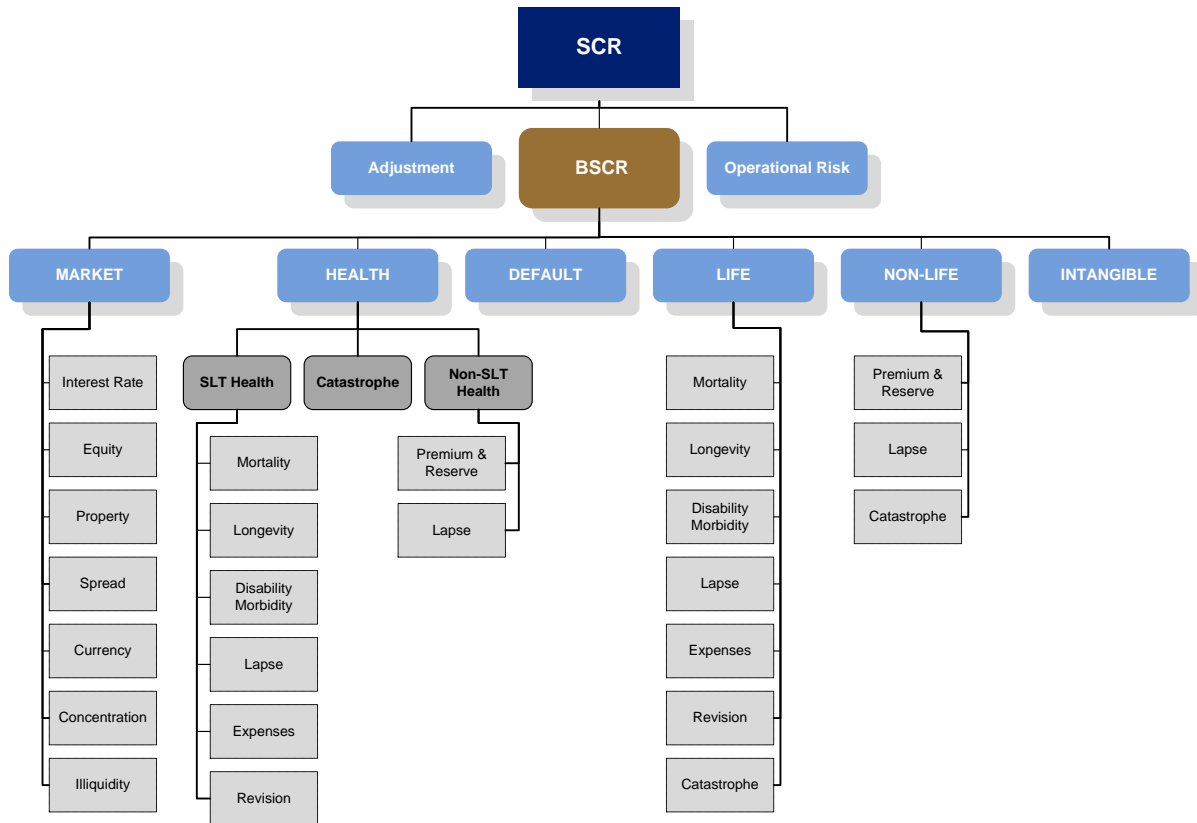 SCR
Adjustment
BSCR
Operational Risk
MARKET
HEALTH
DEFAULT
LIFE
NON-LIFE
INTANGIBLE
Interest Rate
Equity
Property
Spread
Currency
Concentration
Illiquidity
SLT Health
Catastrophe
Non-SLT
Health
Mortality
Longevity
Disability
Morbidity
Lapse
Expenses
Revision
Premium &
Reserve
Lapse
Mortality
Longevity
Disability
Morbidity
Lapse
Expenses
Revision
Catastrophe
Premium &
Reserve
Lapse
Catastrophe